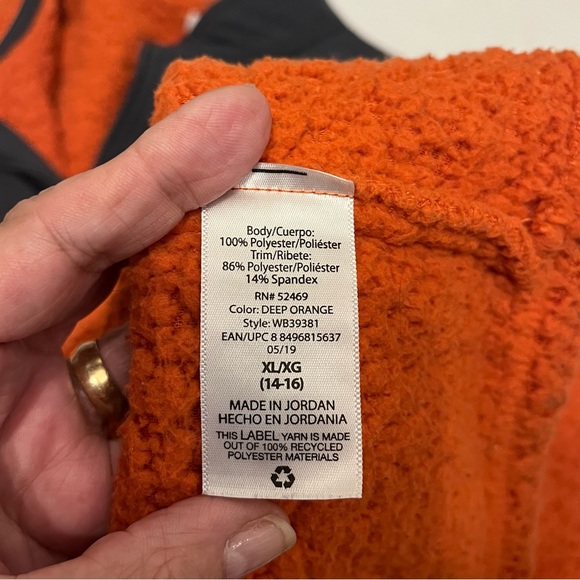 Body/Cuerpo:
100% Polyester/Poliéster
Trim/Ribete:
86% Polyester/Poliéster
14% Spandex
RN# 52469
Color: DEEP ORANGE
Style: WB39381
EAN/UPC 8 8496815637
05/19
XL/XG
(14-16)
MADE IN JORDAN
HECHO EN JORDANIA
THIS LABEL YARN IS MADE
OUT OF 100% RECYCLED
POLYESTER MATERIALS